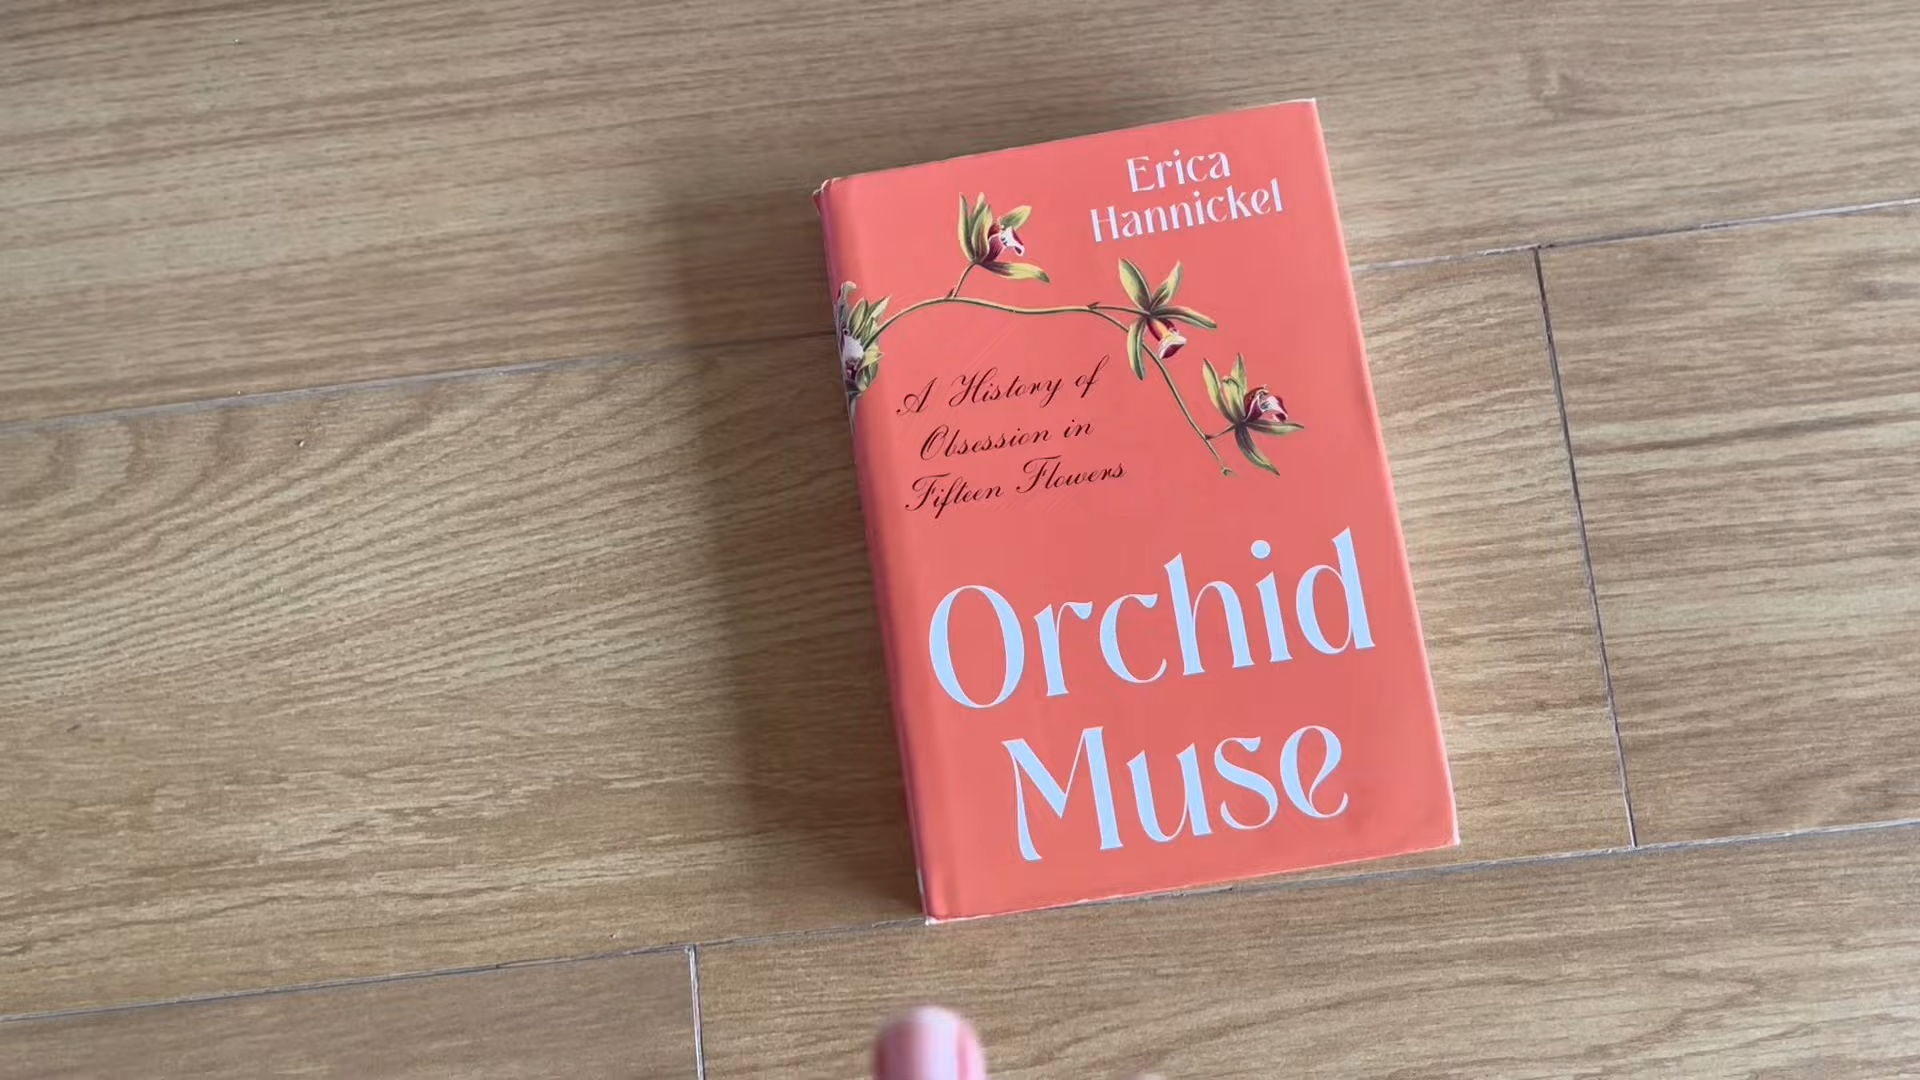 Erica
Hannickel
A History of
Obsession in
Fifteen Flowers
Orchid
Muse